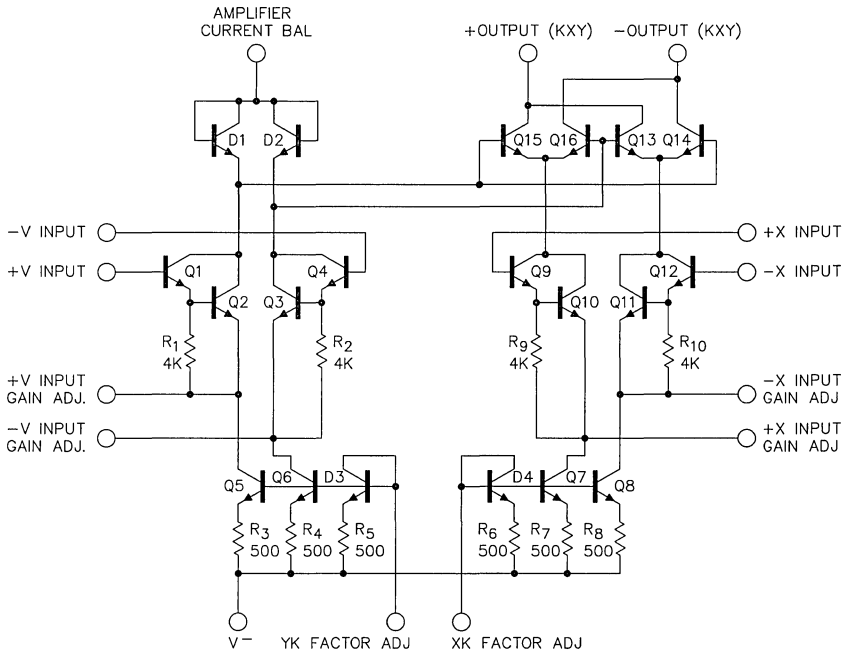 AMPLIFIER
CURRENT BAL
+OUTPUT (KXY)
−OUTPUT (KXY)
D1
D2
Q15
Q16
Q13
Q14
−V INPUT
+X INPUT
+V INPUT
Q1
Q4
Q9
Q12
−X INPUT
Q2
Q3
Q10
Q11
R1
4K
R2
4K
R9
4K
R10
4K
+V INPUT
GAIN ADJ.
−X INPUT
GAIN ADJ
−V INPUT
GAIN ADJ.
+X INPUT
GAIN ADJ
Q5
Q6
D3
D4
Q7
Q8
R3
500
R4
500
R5
500
R6
500
R7
500
R8
500
V−
YK FACTOR ADJ
XK FACTOR ADJ